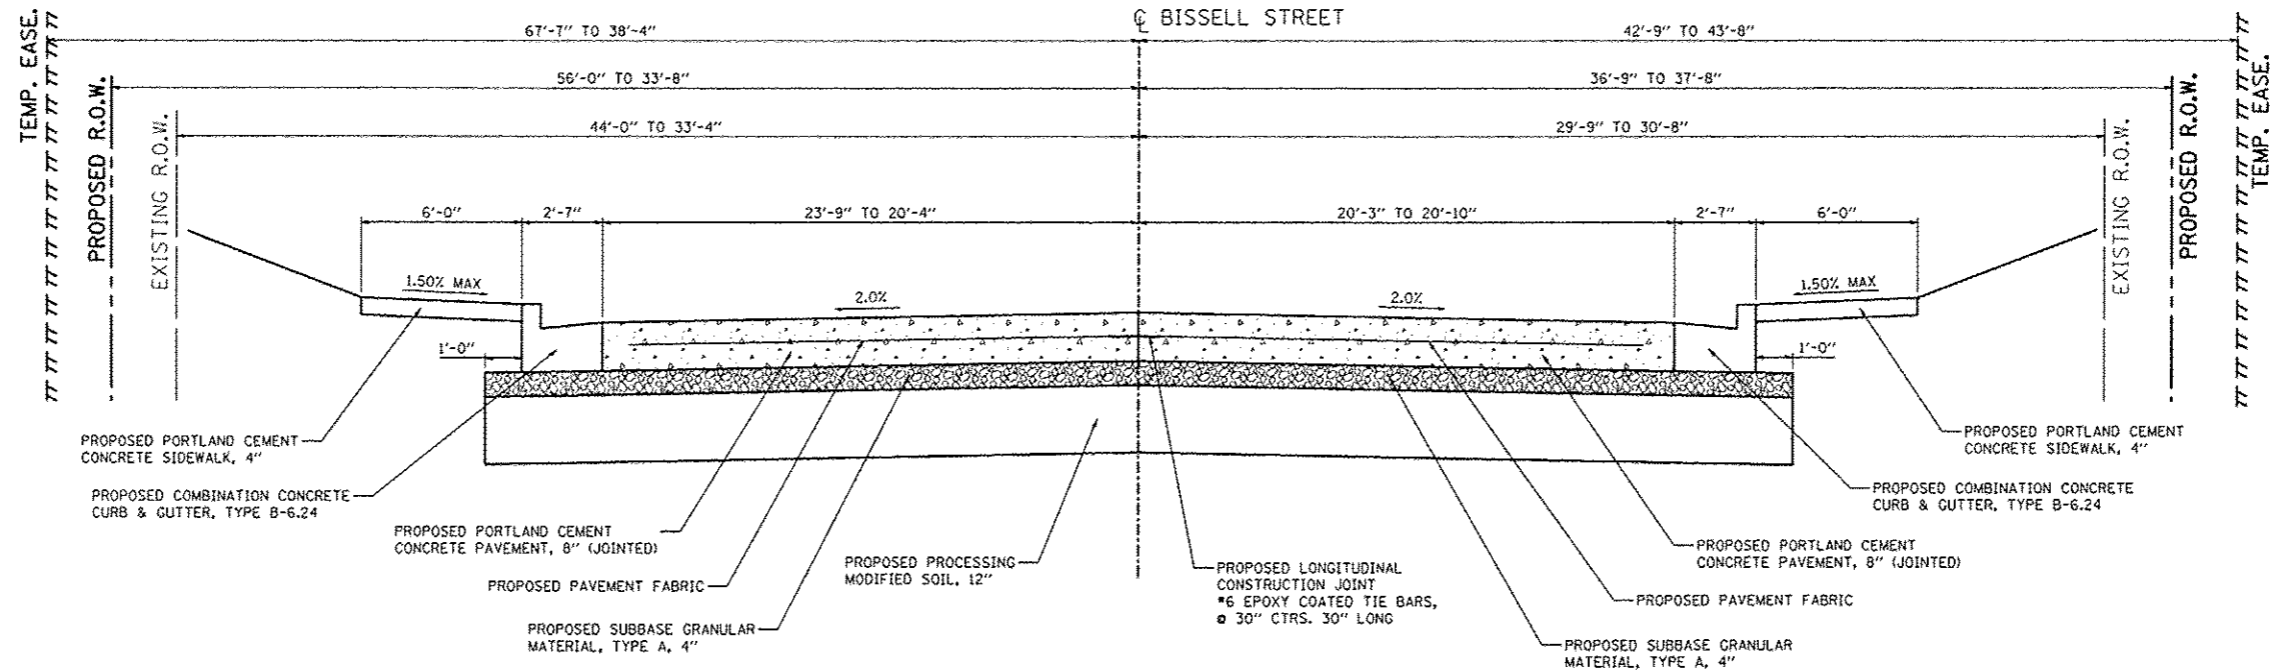 ℄ BISSELL STREET
67'-7" TO 38'-4"
42'-9" TO 43'-8"
56'-0" TO 33'-8"
36'-9" TO 37'-8"
44'-0" TO 33'-4"
29'-9" TO 30'-8"
TEMP. EASE.
PROPOSED R.O.W.
EXISTING R.O.W.
EXISTING R.O.W.
PROPOSED R.O.W.
TEMP. EASE.
6'-0"
2'-7"
23'-9" TO 20'-4"
20'-3" TO 20'-10"
2'-7"
6'-0"
1.50% MAX
2.0%
2.0%
1.50% MAX
1'-0"
1'-0"
PROPOSED PORTLAND CEMENT
CONCRETE SIDEWALK, 4"
PROPOSED COMBINATION CONCRETE
CURB & GUTTER, TYPE B-6.24
PROPOSED PORTLAND CEMENT
CONCRETE PAVEMENT, 8" (JOINTED)
PROPOSED PAVEMENT FABRIC
PROPOSED SUBBASE GRANULAR
MATERIAL, TYPE A, 4"
PROPOSED PROCESSING
MODIFIED SOIL, 12"
PROPOSED LONGITUDINAL
CONSTRUCTION JOINT
#6 EPOXY COATED TIE BARS,
@ 30" CTRS. 30" LONG
PROPOSED PORTLAND CEMENT
CONCRETE SIDEWALK, 4"
PROPOSED COMBINATION CONCRETE
CURB & GUTTER, TYPE B-6.24
PROPOSED PORTLAND CEMENT
CONCRETE PAVEMENT, 8" (JOINTED)
PROPOSED PAVEMENT FABRIC
PROPOSED SUBBASE GRANULAR
MATERIAL, TYPE A, 4"